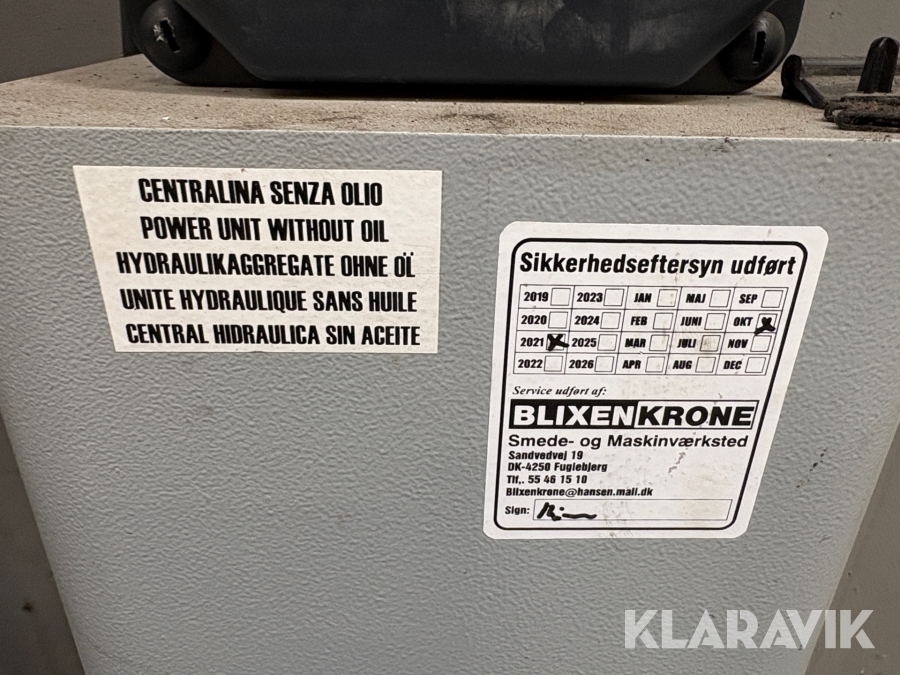 CENTRALINA SENZA OLIO
POWER UNIT WITHOUT OIL
HYDRAULIKAGGREGATE OHNE OÏ
UNITE HYDRAULIQUE SANS HUILE
CENTRAL HIDRAULICA SIN ACEITE
Sikkerhedseftersyn udført
2019 2023 JAN MAJ SEP
2020 2024 FEB JUNI OKT X
2021 X 2025 MAR JULI NOV
2022 2026 APR AUG DEC
Service udført af:
BLIXEN KRONE
Smede- og Maskinværksted
Sandvedvej 19
DK-4250 Fuglebjerg
Tlf,. 55 46 15 10
Blixenkrone@hansen.mail.dk
Sign:
KLARAVIK